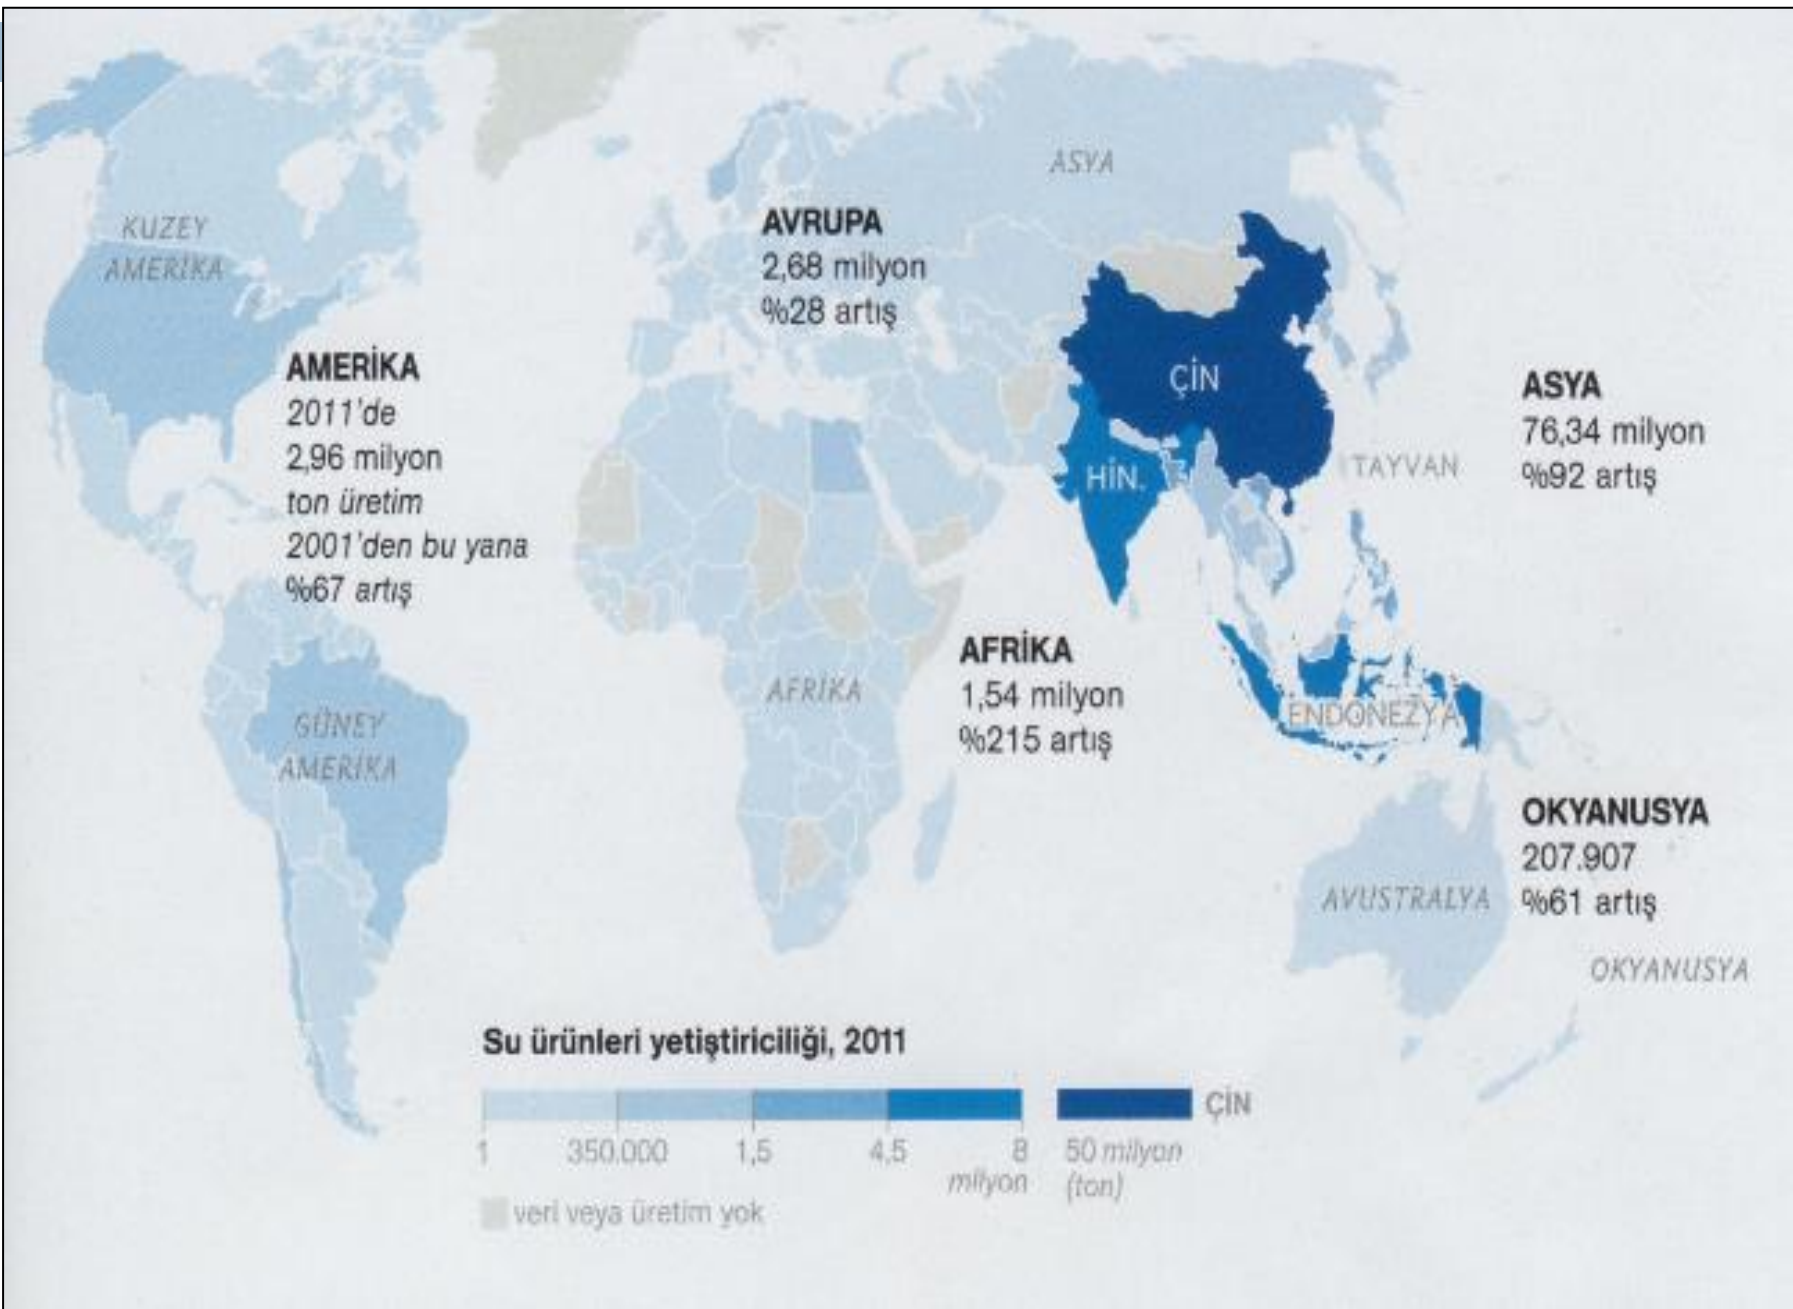 ASYA
KUZEY
AMERİKA
AVRUPA
2,68 milyon
%28 artış
AMERİKA
2011'de
2,96 milyon
ton üretim
2001'den bu yana
%67 artış
ÇİN
HİN.
TAYVAN
ASYA
76,34 milyon
%92 artış
AFRİKA
AFRİKA
1,54 milyon
%215 artış
GÜNEY
AMERİKA
ENDONEZYA
OKYANUSYA
207.907
%61 artış
AVUSTRALYA
OKYANUSYA
Su ürünleri yetiştiriciliği, 2011
ÇİN
1 350.000 1,5 4,5 8 50 milyon
milyon (ton)
veri veya üretim yok